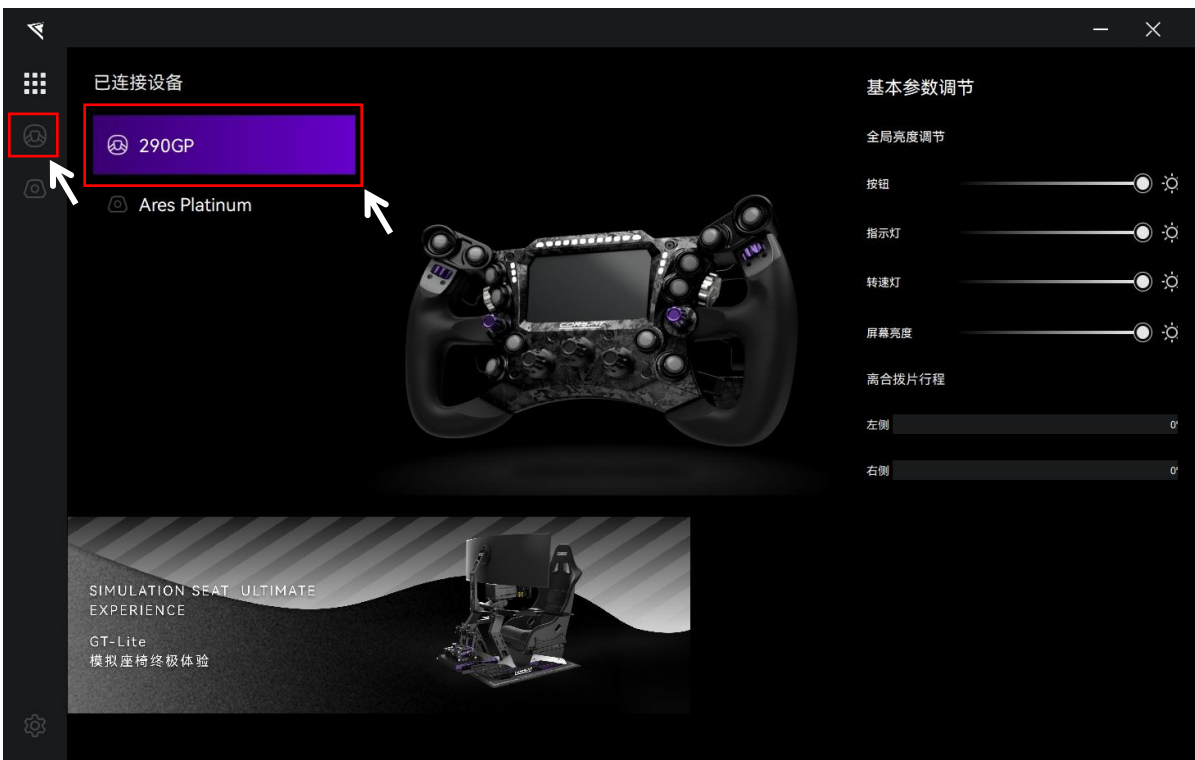 已连接设备
290GP
Ares Platinum
基本参数调节
全局亮度调节
按钮
指示灯
转速灯
屏幕亮度
离合拨片行程
左侧 0°
右侧 0°
SIMULATION SEAT ULTIMATE
EXPERIENCE
GT-Lite
模拟座椅终极体验